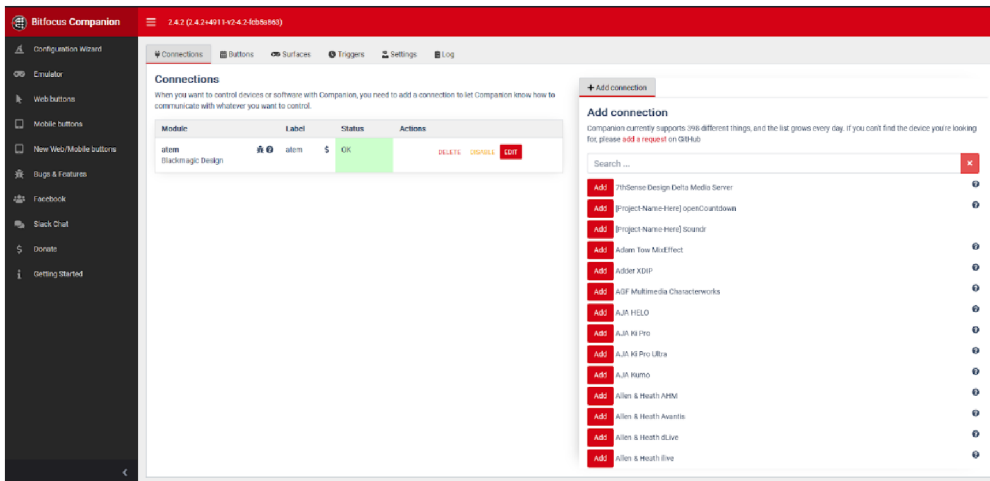 Bitfocus Companion
2.4.2 (2.4.2+4911-v2-4.2-fcb8a863)
Configuration Wizard
Emulator
Web buttons
Mobile buttons
New Web/Mobile buttons
Bugs & Features
Facebook
Slack Chat
$ Donate
Getting Started
Connections
Buttons
Surfaces
Triggers
Settings
Log
Connections
When you want to control devices or software with Companion, you need to add a connection to let Companion know how to
communicate with whatever you want to control.
Module Label Status Actions
atem atem $ OK DELETE DISABLE EDIT
Blackmagic Design
+ Add connection
Add connection
Companion currently supports 396 different things, and the list grows every day. If you can't find the device you're looking
for, please add a request on GitHub
Search ...
Add 7thSense Design Delta Media Server
Add [Project-Name-Here] openCountdown
Add [Project-Name-Here] Soundr
Add Adam Tow MixEffect
Add Adder XDIP
Add AGF Multimedia Characterworks
Add AJA HELO
Add AJA Ki Pro
Add AJA Ki Pro Ultra
Add AJA Kumo
Add Allen & Heath AHM
Add Allen & Heath Avantis
Add Allen & Heath dLive
Add Allen & Heath ilive